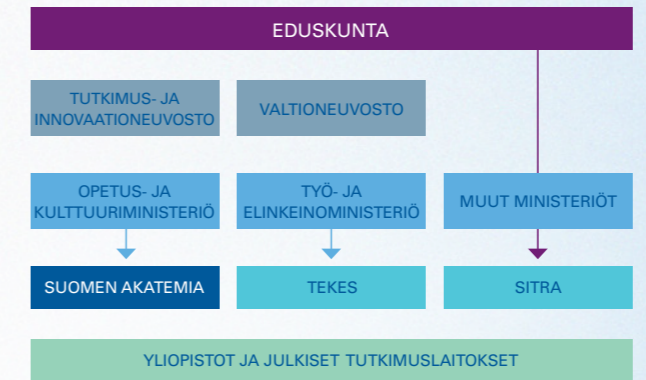 EDUSKUNTA
TUTKIMUS- JA
INNOVAATIONEUVOSTO
VALTIONEUVOSTO
OPETUS- JA
KULTTUURIMINISTERIÖ
TYÖ- JA
ELINKEINOMINISTERIÖ
MUUT MINISTERIÖT
SUOMEN AKATEMIA
TEKES
SITRA
YLIOPISTOT JA JULKISET TUTKIMUSLAITOKSET